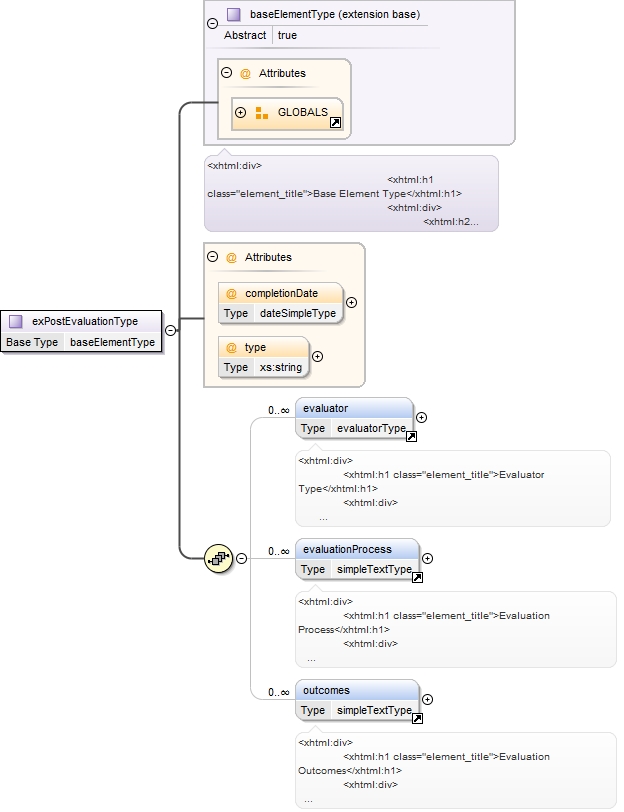 baseElementType (extension base)
Abstract true
@ Attributes
GLOBALS
<xhtml:div>
<xhtml:h1
class="element_title">Base Element Type</xhtml:h1>
<xhtml:div>
<xhtml:h2...
@ Attributes
@ completionDate
Type dateSimpleType
@ type
Type xs:string
exPostEvaluationType
Base Type baseElementType
0..∞
evaluator
Type evaluatorType
<xhtml:div>
<xhtml:h1 class="element_title">Evaluator
Type</xhtml:h1>
<xhtml:div>
...
0..∞
evaluationProcess
Type simpleTextType
<xhtml:div>
<xhtml:h1 class="element_title">Evaluation
Process</xhtml:h1>
<xhtml:div>
...
0..∞
outcomes
Type simpleTextType
<xhtml:div>
<xhtml:h1 class="element_title">Evaluation
Outcomes</xhtml:h1>
<xhtml:div>
...